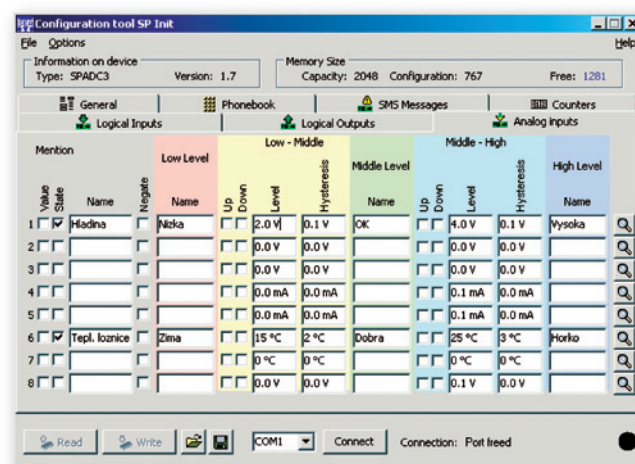 Configuration tool SP Init
File Options Help
Information on device Memory Size
Type: SPADC3 Version: 1.7 Capacity: 2048 Configuration: 767 Free: 1281
General Phonebook SMS Messages Counters
Logical Inputs Logical Outputs Analog inputs
Mention Low Level Low - Middle Middle Level Middle - High High Level
Value State Name Negate Name Up Down Level Hysteresis Name Up Down Level Hysteresis Name
1 Hladina Nizka 2.0 V 0.1 V OK 4.0 V 0.1 V Vysoka
2 0.0 V 0.0 V 0.0 V 0.0 V
3 0.0 V 0.0 V 0.0 V 0.0 V
4 0.0 mA 0.0 mA 0.1 mA 0.0 mA
5 0.0 mA 0.0 mA 0.1 mA 0.0 mA
6 Tepl. loznice Zima 15 °C 2 °C Dobra 25 °C 3 °C Horko
7 0 °C 0 °C 0 °C 0 °C
8 0.0 V 0.0 V 0.1 V 0.0 V
Read Write COM1 Connect Connection: Port freed